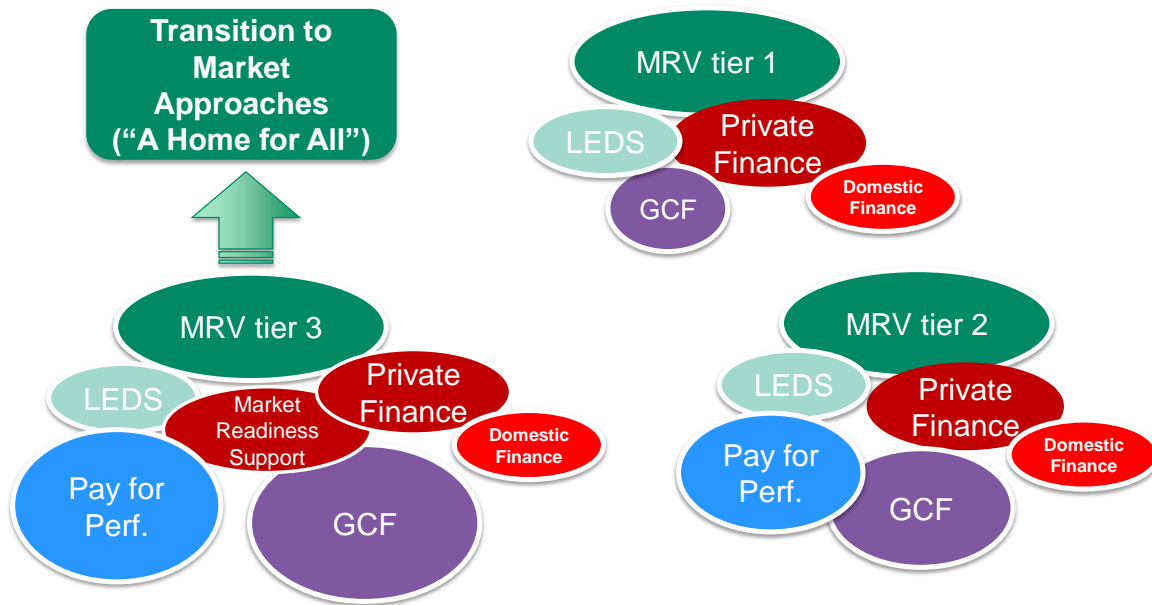 Transition to
Market
Approaches
(“A Home for All”)
MRV tier 1
LEDS
Private
Finance
GCF
Domestic
Finance
MRV tier 3
LEDS
Market
Readiness
Support
Private
Finance
Domestic
Finance
Pay for
Perf.
GCF
MRV tier 2
LEDS
Private
Finance
Domestic
Finance
Pay for
Perf.
GCF